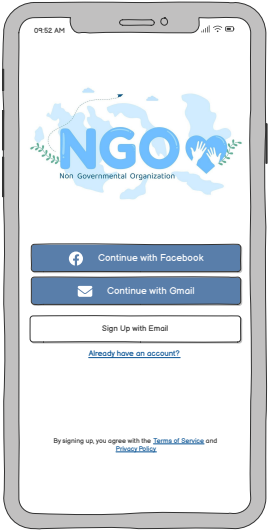 09:52 AM
NGO
Non Governmental Organization
Continue with Facebook
Continue with Gmail
Sign Up with Email
Already have an account?
By signing up, you agree with the Terms of Service and
Privacy Policy